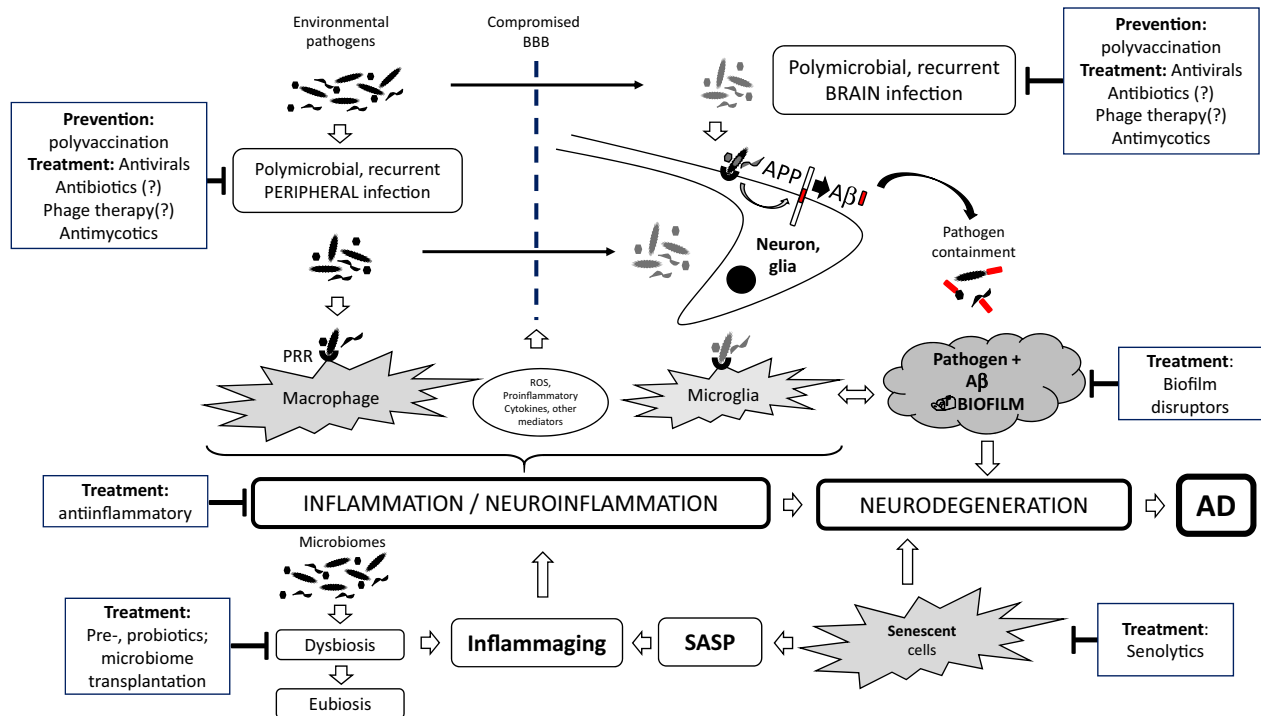 Environmental
pathogens
Compromised
BBB
Prevention:
polyvaccination
Treatment: Antivirals
Antibiotics (?)
Phage therapy(?)
Antimycotics
Polymicrobial, recurrent
BRAIN infection
Prevention:
polyvaccination
Treatment: Antivirals
Antibiotics (?)
Phage therapy(?)
Antimycotics
Polymicrobial, recurrent
PERIPHERAL infection
APP
Aβ
Neuron,
glia
Pathogen
containment
PRR
Macrophage
ROS,
Proinflammatory
Cytokines, other
mediators
Microglia
Pathogen +
Aβ
BIOFILM
Treatment:
Biofilm
disruptors
Treatment:
antiinflammatory
INFLAMMATION / NEUROINFLAMMATION
NEURODEGENERATION
AD
Microbiomes
Treatment:
Pre-, probiotics;
microbiome
transplantation
Dysbiosis
Inflammaging
SASP
Senescent
cells
Treatment:
Senolytics
Eubiosis